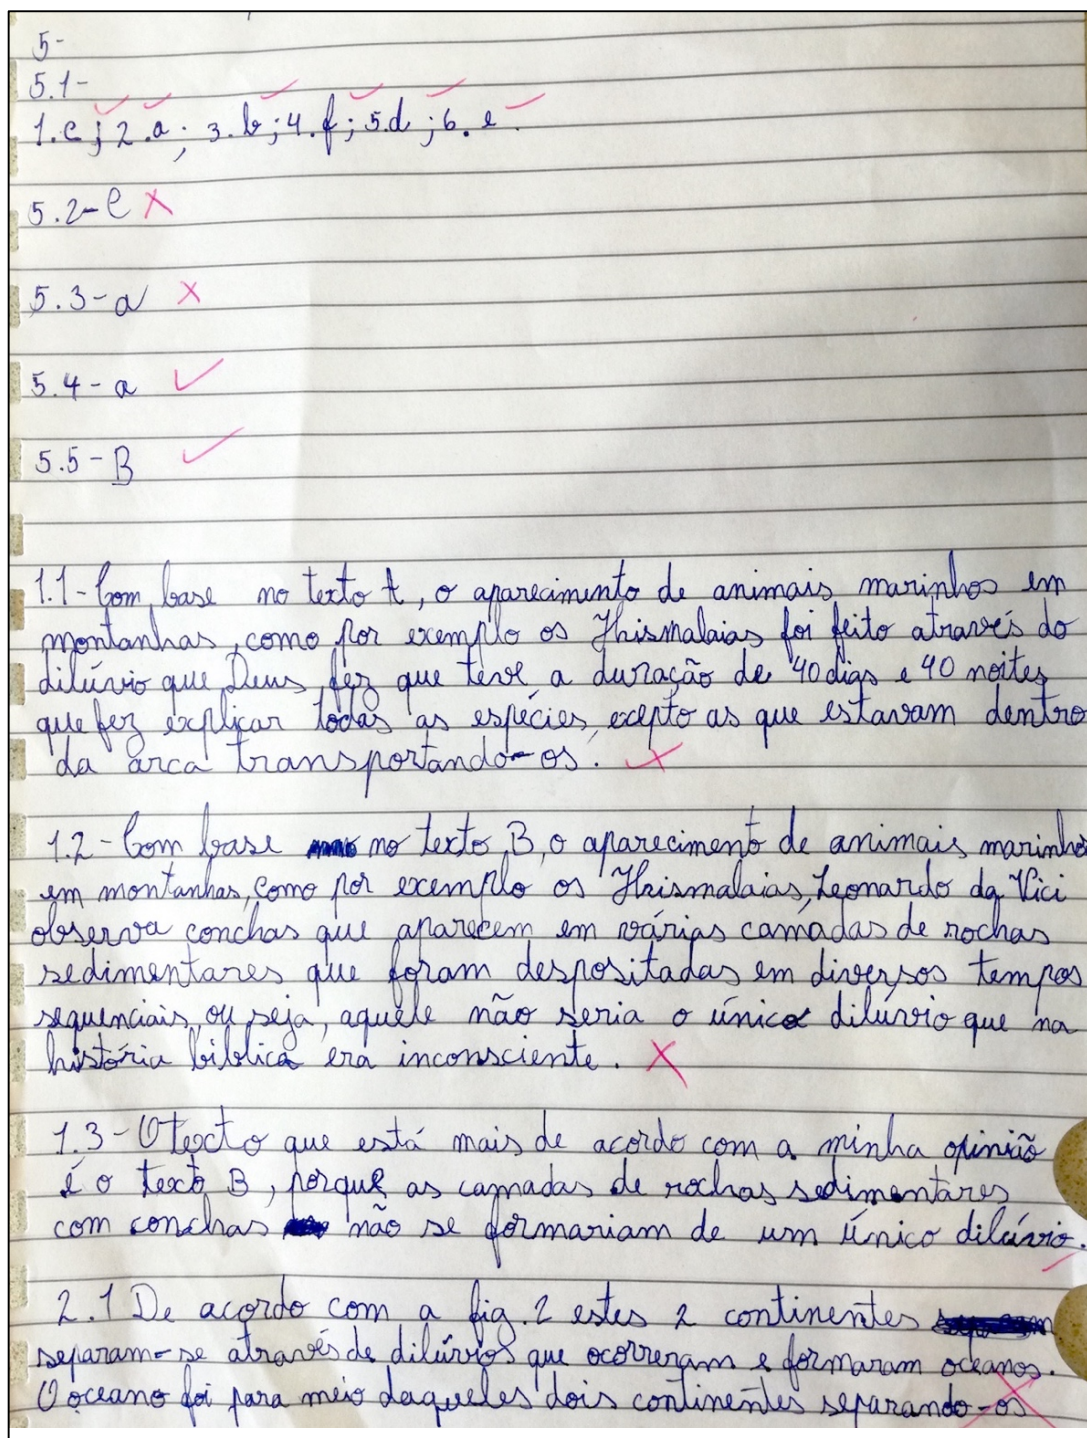 5-
5.1-
1.c; 2.a; 3.b; 4.f; 5.d; 6.e.
5.2-C
5.3-a
5.4-a
5.5-B
1.1-Com base no texto A, o aparecimento de animais marinhos em
montanhas, como por exemplo os Hismalaias foi feito através do
dilúvio que Deus fez que teve a duração de 40 dias e 40 noites
que fez explicar todas as espécies, exepto as que estavam dentro
da arca transportando-os.
1.2-Com base no texto B, o aparecimento de animais marinhos
em montanhas, como por exemplo os Hismalaias, Leonardo da Vici
observa conchas que aparecem em várias camadas de rochas
sedimentares que foram despositadas em diversos tempos
sequenciais, ou seja, aquele não seria o único dilúvio que na
história bíblica era inconsciente.
1.3-O texto que está mais de acordo com a minha opinião
é o texto B, porque as camadas de rochas sedimentares
com conchas não se formariam de um único dilúvio.
2.1 De acordo com a fig. 2 estes 2 continentes
separam-se através de dilúvios que ocorreram e formaram oceanos.
O oceano foi para meio daqueles dois continentes separando-os